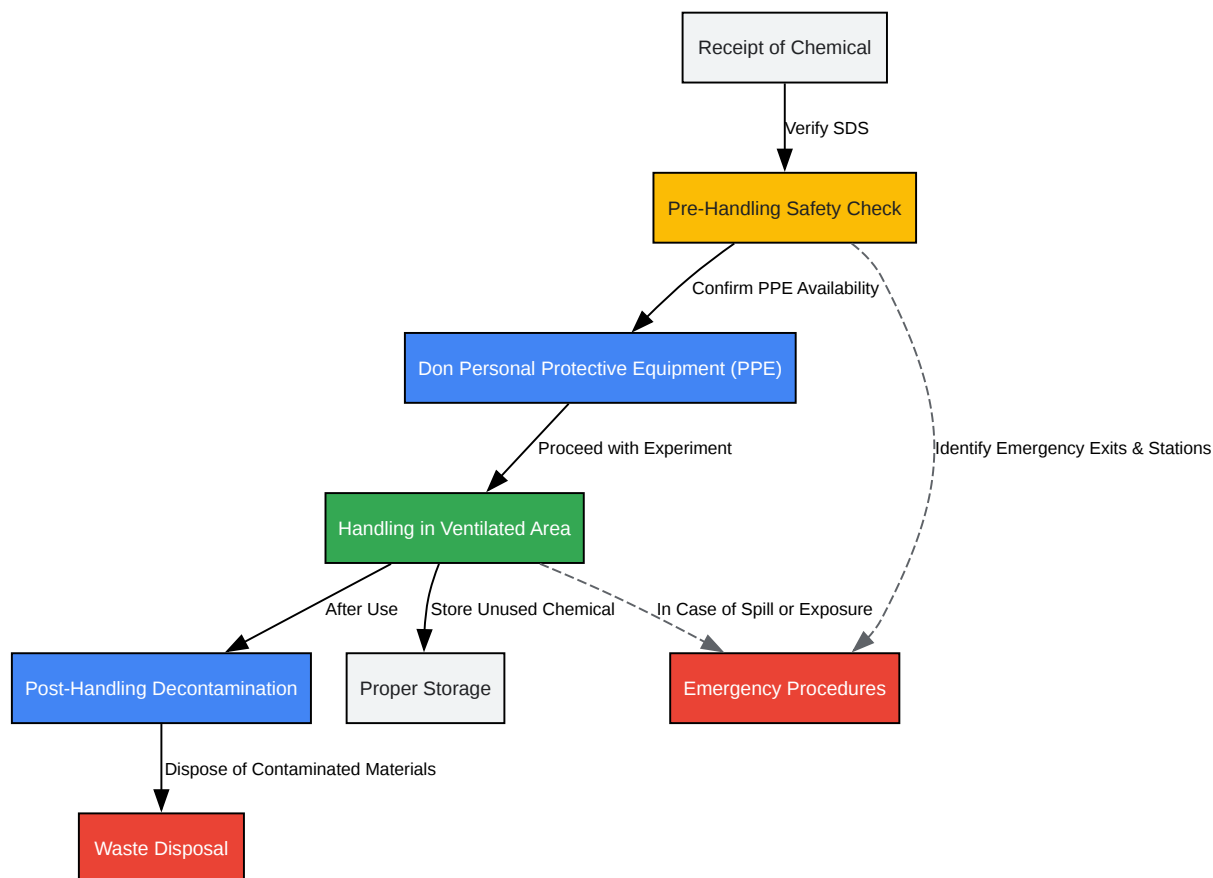 Receipt of Chemical
Verify SDS
Pre-Handling Safety Check
Confirm PPE Availability
Don Personal Protective Equipment (PPE)
Proceed with Experiment
Identify Emergency Exits & Stations
Handling in Ventilated Area
After Use
Store Unused Chemical
In Case of Spill or Exposure
Post-Handling Decontamination
Proper Storage
Emergency Procedures
Dispose of Contaminated Materials
Waste Disposal